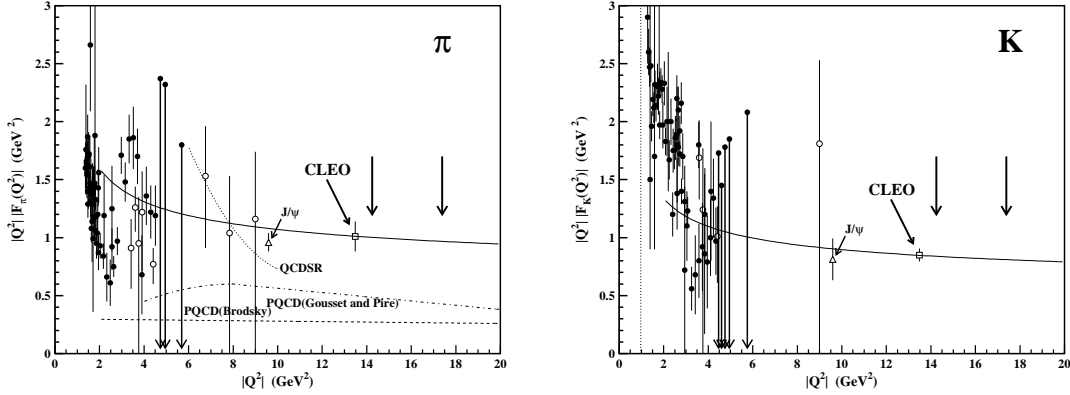 π
|Q²| |F_π(Q²)| (GeV²)
3
2.5
2
1.5
1
0.5
0
CLEO
J/ψ
QCDSR
PQCD(Gousset and Pire)
PQCD(Brodsky)
0 2 4 6 8 10 12 14 16 18 20
|Q²| (GeV²)
K
|Q²| |F_K(Q²)| (GeV²)
3
2.5
2
1.5
1
0.5
0
CLEO
J/ψ
0 2 4 6 8 10 12 14 16 18 20
|Q²| (GeV²)